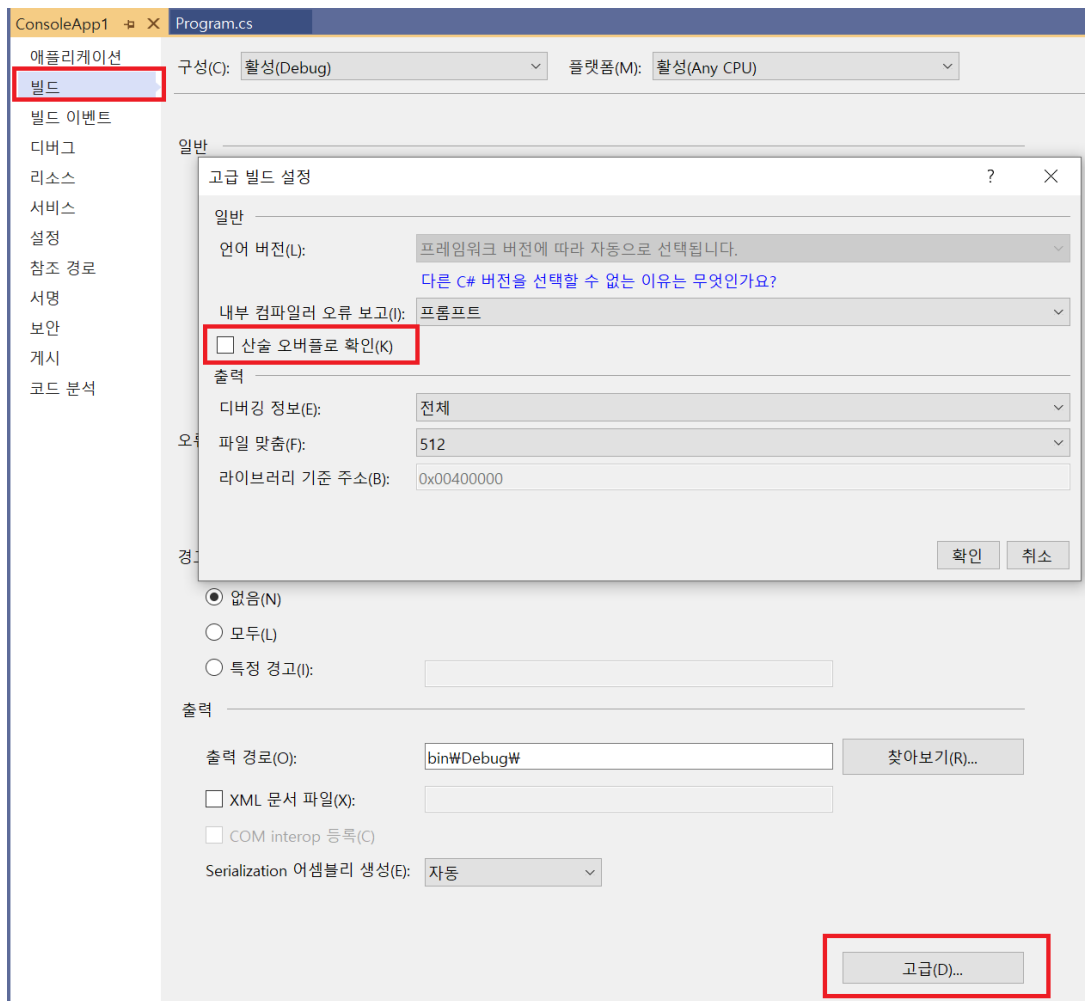 ConsoleApp1 Program.cs
애플리케이션
빌드
빌드 이벤트
디버그
리소스
서비스
설정
참조 경로
서명
보안
게시
코드 분석
구성(C): 활성(Debug) 플랫폼(M): 활성(Any CPU)
일반
고급 빌드 설정 ?
일반
언어 버전(L): 프레임워크 버전에 따라 자동으로 선택됩니다.
다른 C# 버전을 선택할 수 없는 이유는 무엇인가요?
내부 컴파일러 오류 보고(I): 프롬프트
산술 오버플로 확인(K)
출력
디버깅 정보(E): 전체
파일 맞춤(F): 512
라이브러리 기준 주소(B): 0x00400000
확인 취소
없음(N)
모두(L)
특정 경고(I):
출력
출력 경로(O): bin₩Debug₩ 찾아보기(R)...
XML 문서 파일(X):
COM interop 등록(C)
Serialization 어셈블리 생성(E): 자동
고급(D)...